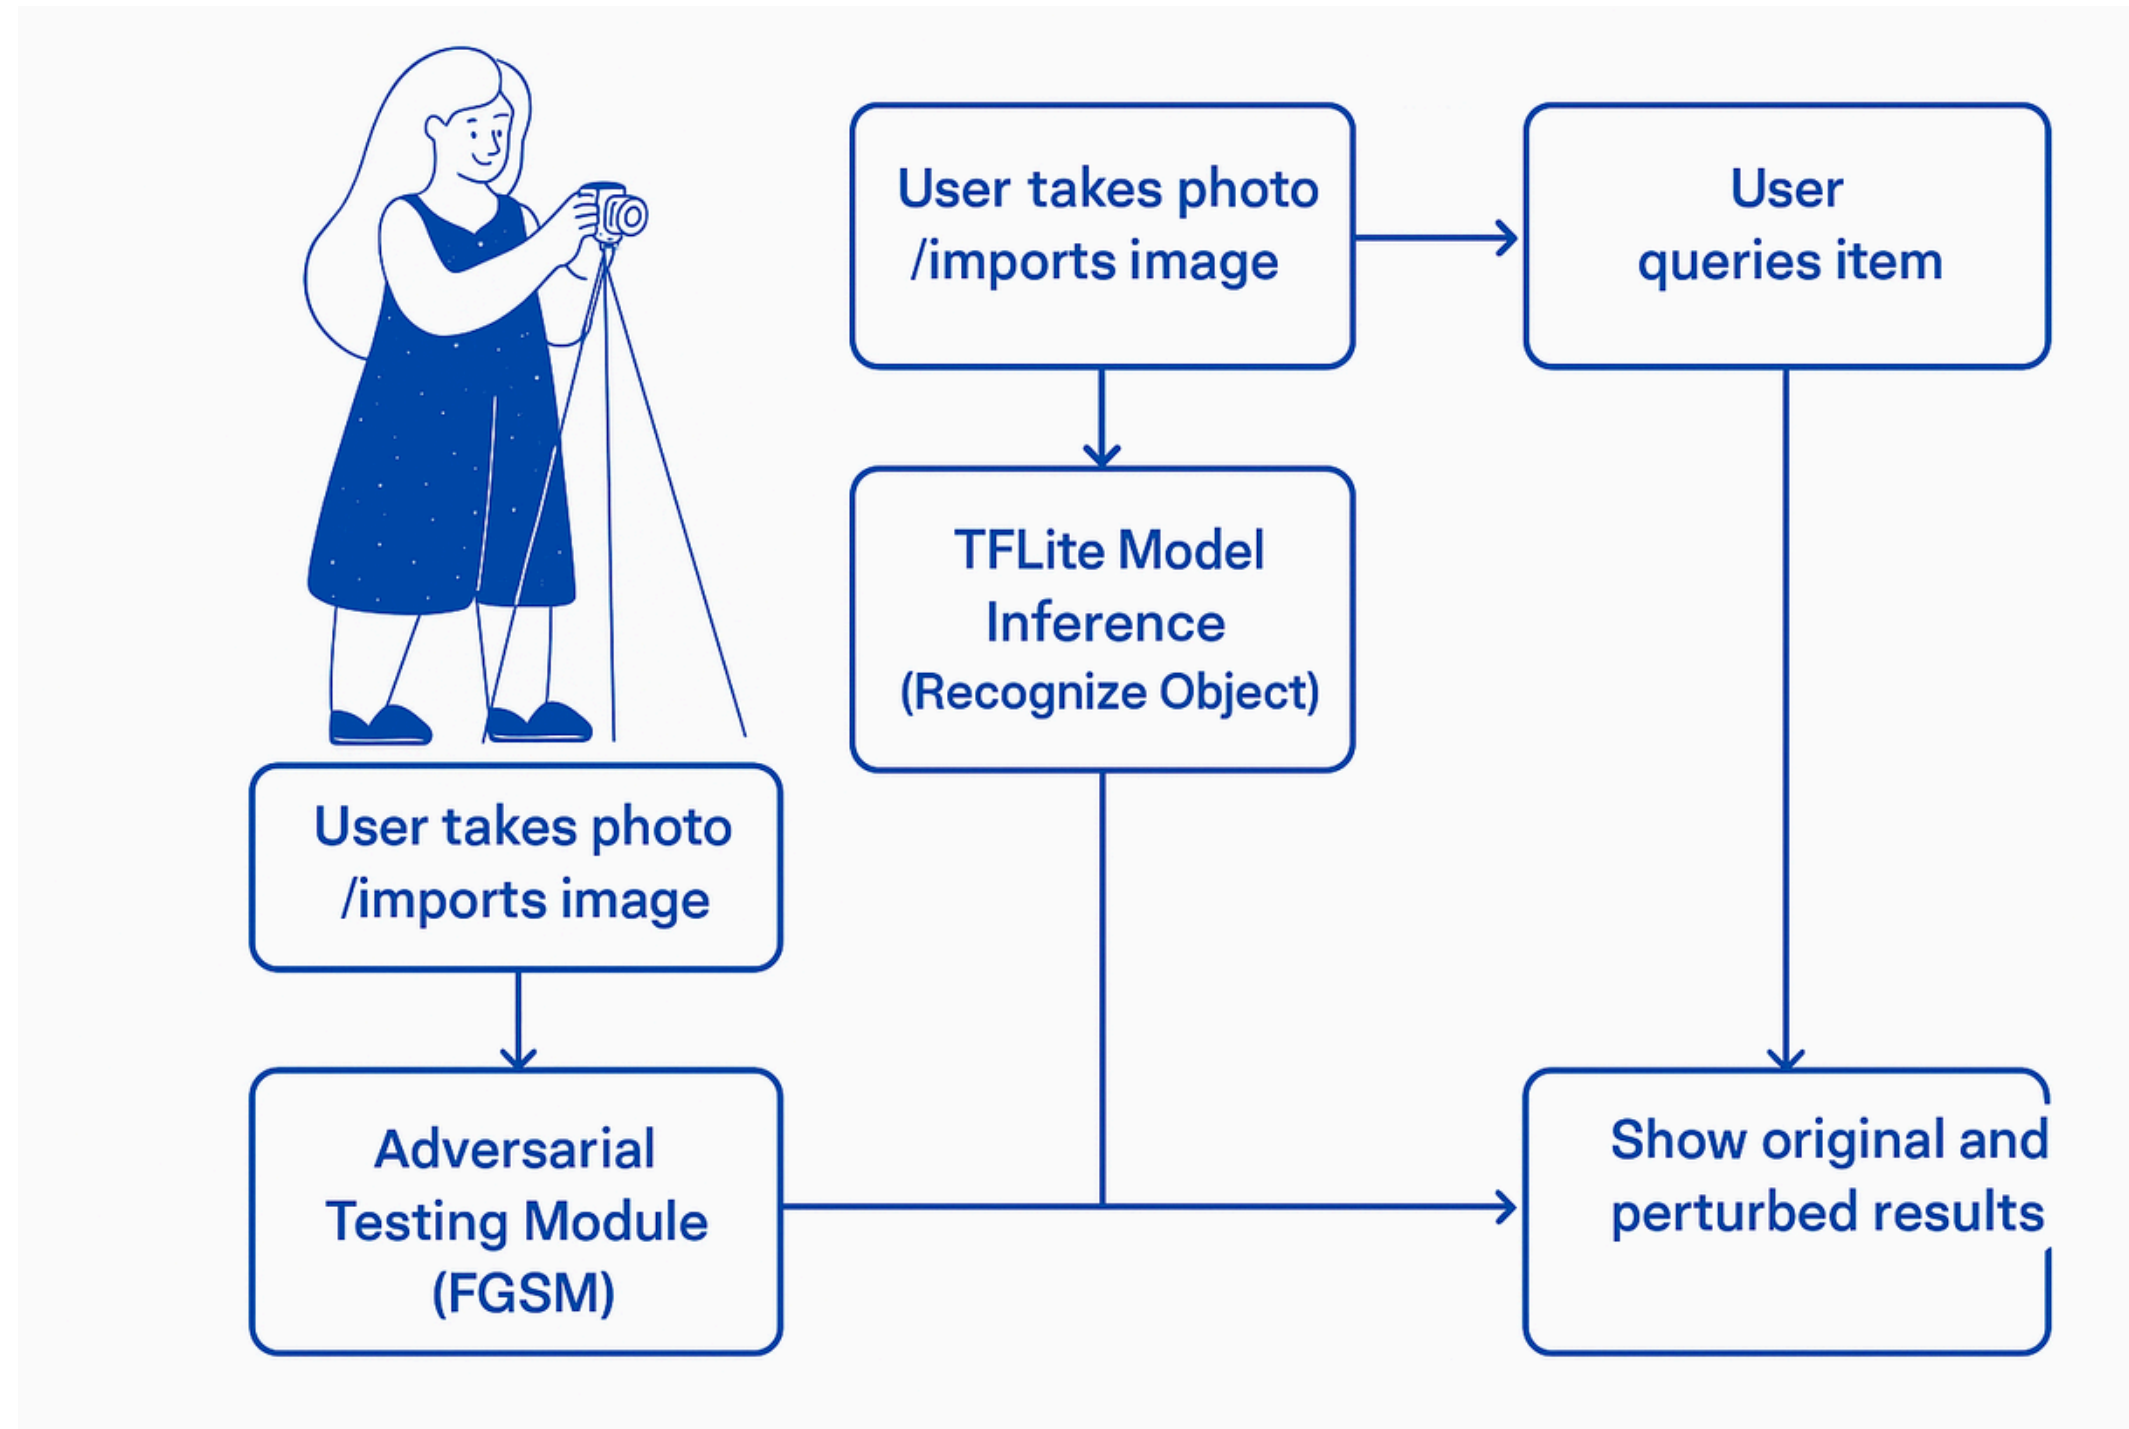 User takes photo
/imports image
User
queries item
TFLite Model
Inference
(Recognize Object)
User takes photo
/imports image
Adversarial
Testing Module
(FGSM)
Show original and
perturbed results